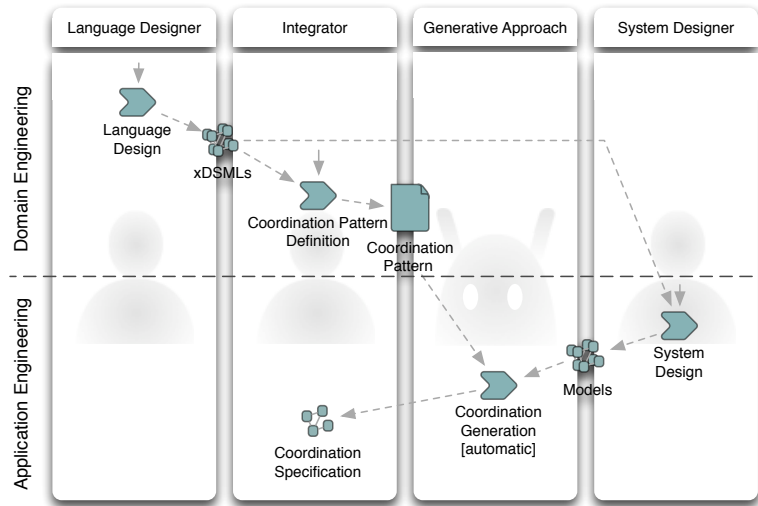 Language Designer
Integrator
Generative Approach
System Designer
Domain Engineering
Language
Design
xDSMLs
Coordination Pattern
Definition
Coordination
Pattern
Application Engineering
System
Design
Models
Coordination
Generation
[automatic]
Coordination
Specification